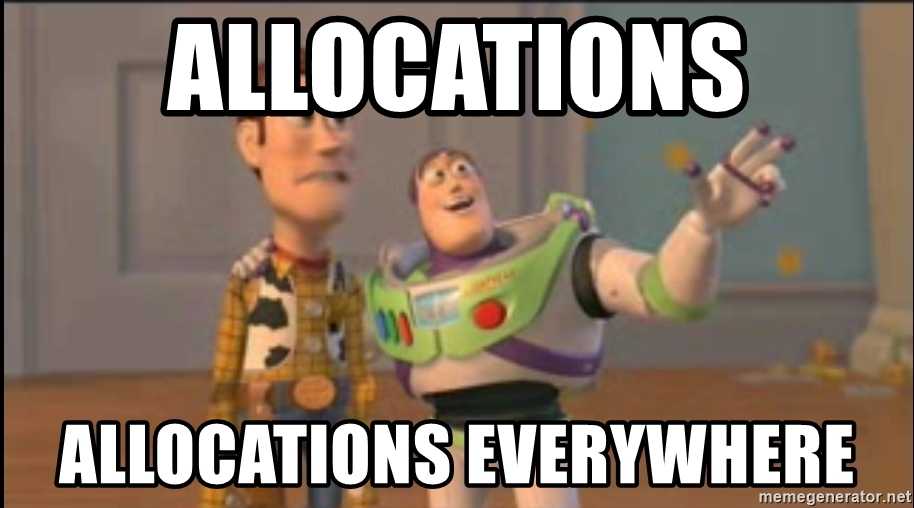 ALLOCATIONS
ALLOCATIONS EVERYWHERE
memegenerator.net